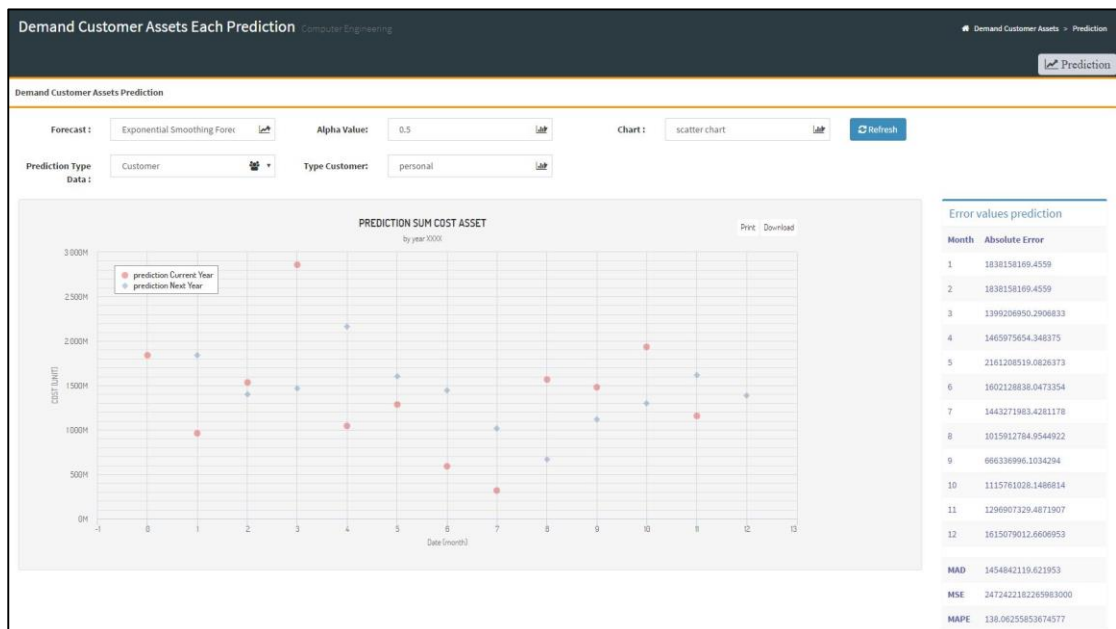 Demand Customer Assets Each Prediction Computer Engineering
Demand Customer Assets > Prediction
Prediction
Demand Customer Assets Prediction
Forecast : Exponential Smoothing Forec Alpha Value: 0.5 Chart : scatter chart Refresh
Prediction Type Data : Customer Type Customer: personal
PREDICTION SUM COST ASSET
by year XXXX
Print Download
prediction Current Year
prediction Next Year
3 000M
2 500M
2 000M
1 500M
1 000M
500M
0M
COST (UNIT)
-1 0 1 2 3 4 5 6 7 8 9 10 11 12 13
Date (month)
Error values prediction
Month Absolute Error
1 1838158169.4559
2 1838158169.4559
3 1399206950.2906833
4 1465975654.348375
5 2161208519.0826373
6 1602128838.0473354
7 1443271983.4281178
8 1015912784.9544922
9 666336996.1034294
10 1115761028.1486814
11 1296907329.4871907
12 1615079012.6606953
MAD 1454842119.621953
MSE 2472422182265983000
MAPE 138.06255853674577